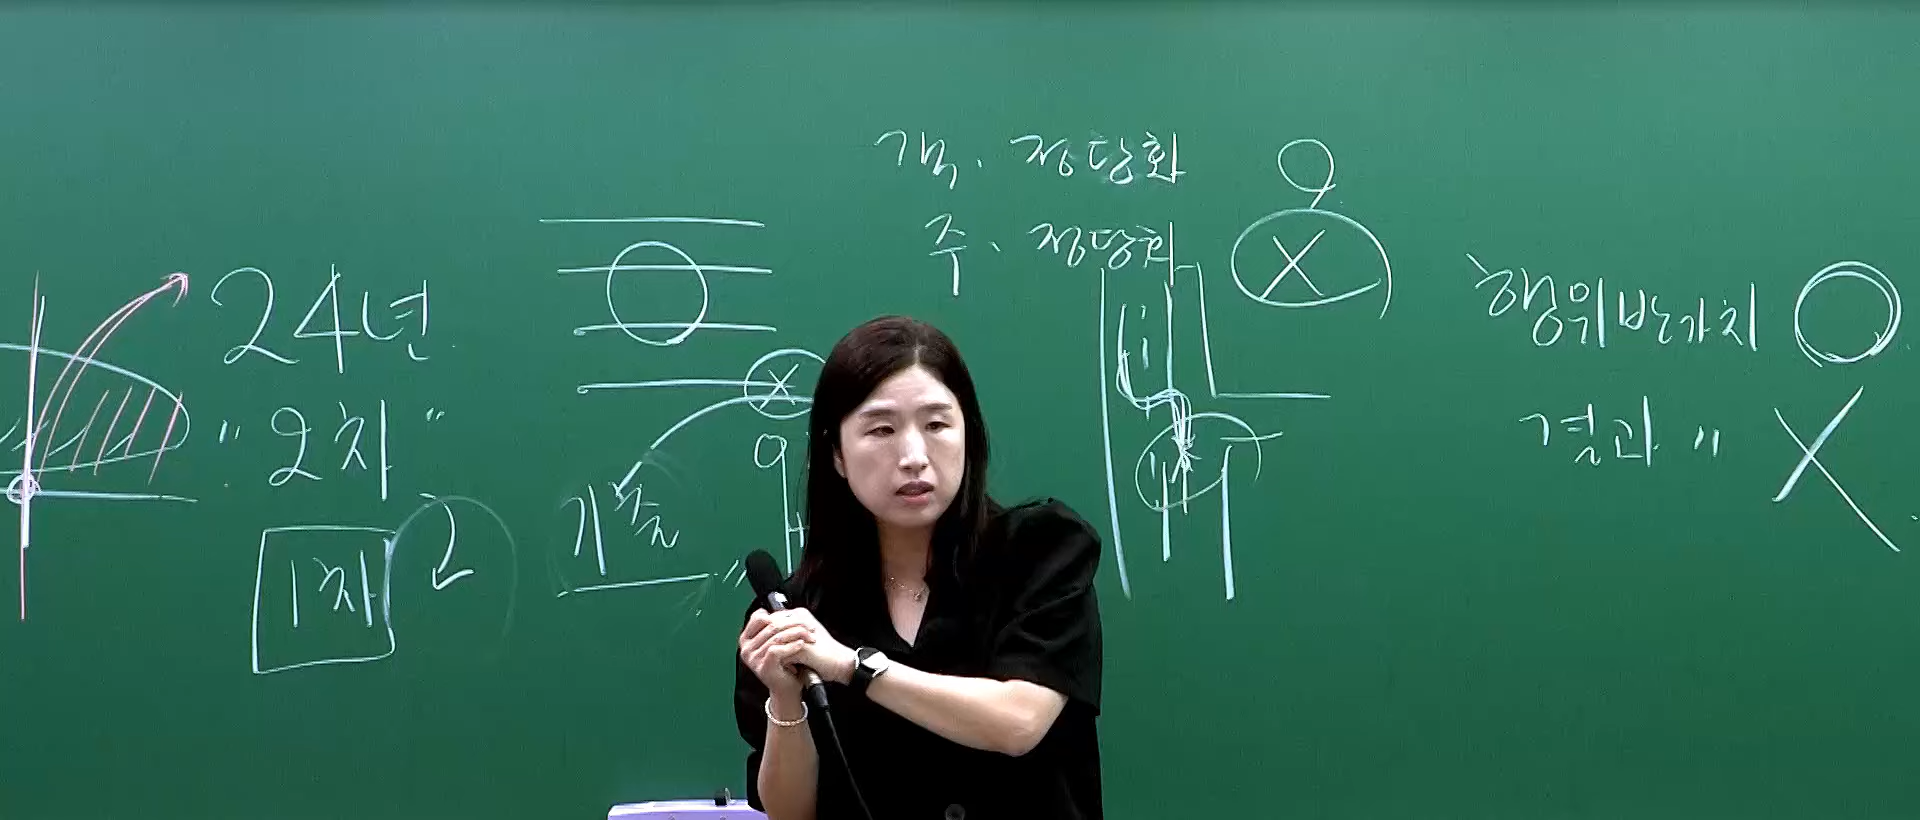 객. 정당화
주. 정당화
24년
"2차"
1차
기출
행위반가치
결과 〃